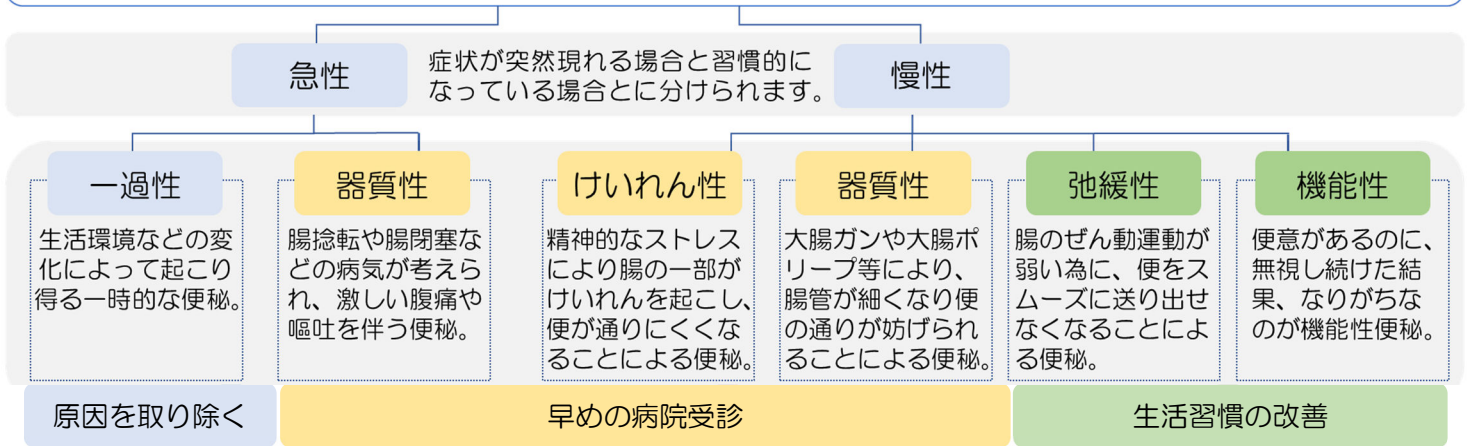 急性
症状が突然現れる場合と習慣的に
なっている場合とに分けられます。
慢性
一過性
生活環境などの変
化によって起こり
得る一時的な便秘。
器質性
腸捻転や腸閉塞な
どの病気が考えら
れ、激しい腹痛や
嘔吐を伴う便秘。
けいれん性
精神的なストレス
により腸の一部が
けいれんを起こし、
便が通りにくくな
ることによる便秘。
器質性
大腸ガンや大腸ポ
リープ等により、
腸管が細くなり便
の通りが妨げられ
ることによる便秘。
弛緩性
腸のぜん動運動が
弱い為に、便をス
ムーズに送り出せ
なくなることによ
る便秘。
機能性
便意があるのに、
無視し続けた結
果、なりがちな
のが機能性便秘。
原因を取り除く
早めの病院受診
生活習慣の改善